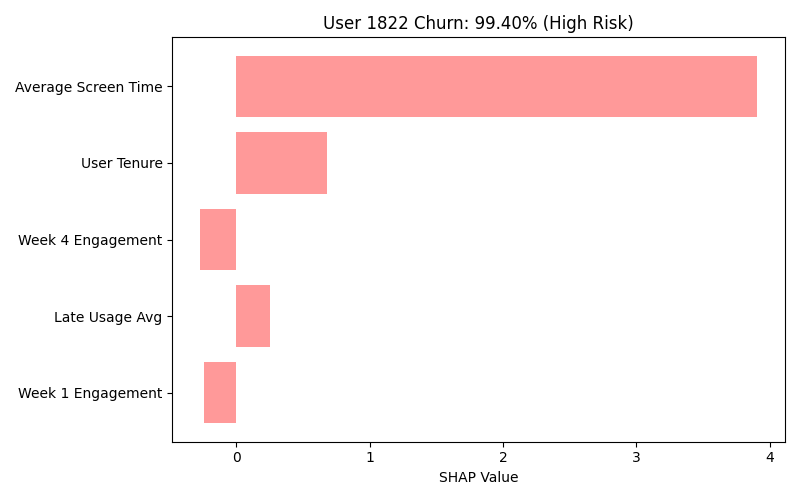 User 1822 Churn: 99.40% (High Risk)
Average Screen Time
User Tenure
Week 4 Engagement
Late Usage Avg
Week 1 Engagement
0 1 2 3 4
SHAP Value